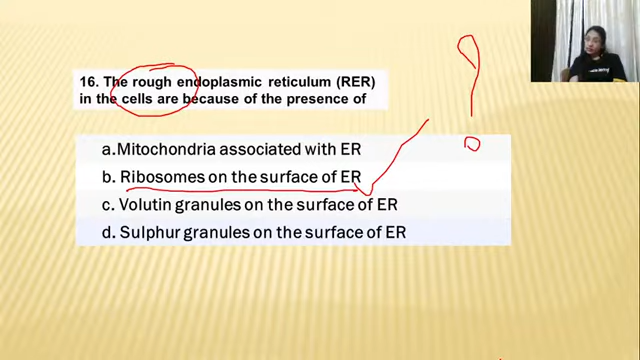 16. The rough endoplasmic reticulum (RER)
in the cells are because of the presence of
a.Mitochondria associated with ER
b. Ribosomes on the surface of ER
c. Volutin granules on the surface of ER
d. Sulphur granules on the surface of ER